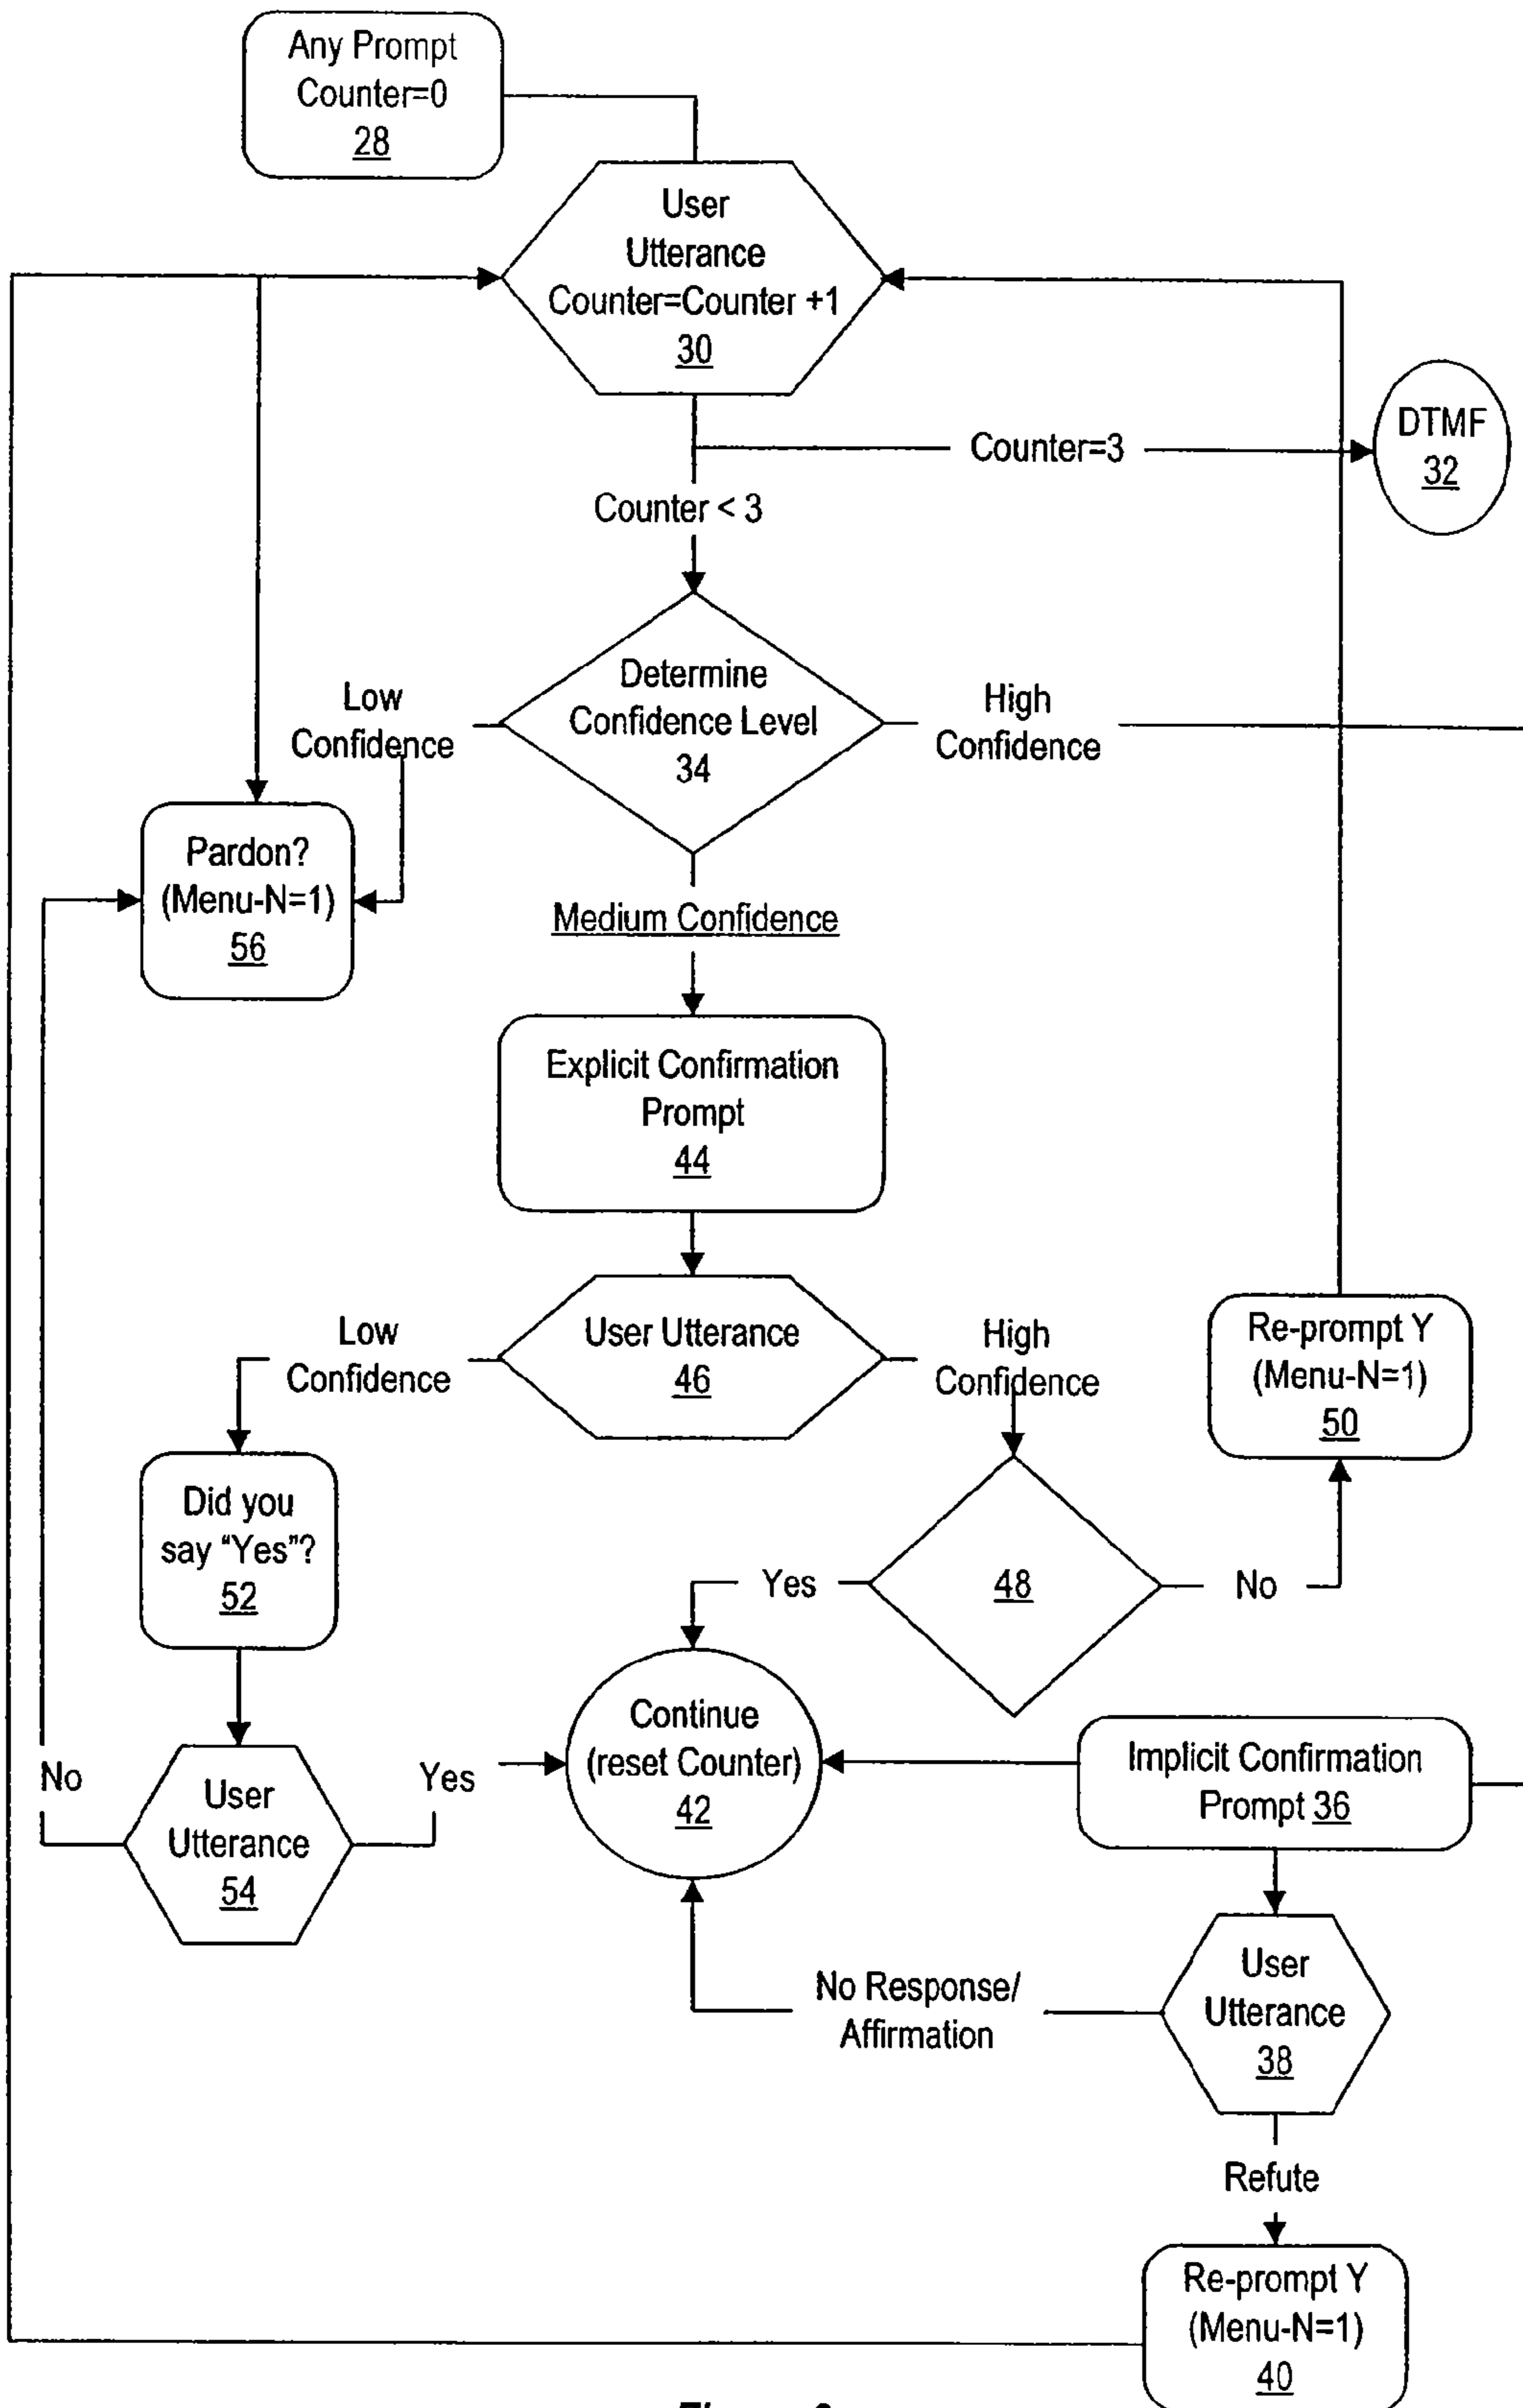 Any Prompt
Counter=0
28
User
Utterance
Counter=Counter +1
30
Counter=3
DTMF
32
Counter < 3
Determine
Confidence Level
34
Low
Confidence
High
Confidence
Pardon?
(Menu-N=1)
56
Medium Confidence
Explicit Confirmation
Prompt
44
User Utterance
46
Low
Confidence
High
Confidence
Re-prompt Y
(Menu-N=1)
50
Did you
say “Yes”?
52
Yes
48
No
Continue
(reset Counter)
42
Implicit Confirmation
Prompt 36
No
User
Utterance
54
Yes
No Response/
Affirmation
User
Utterance
38
Refute
Re-prompt Y
(Menu-N=1)
40